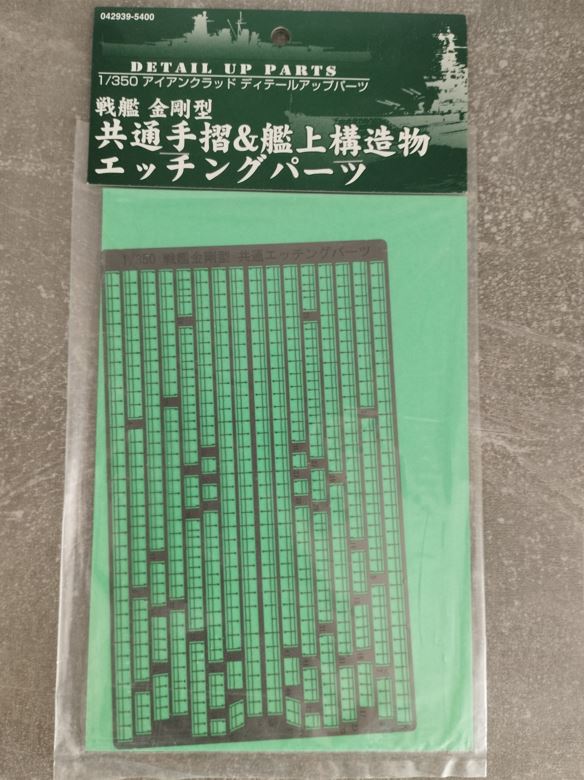 042939-5400
DETAIL UP PARTS
1/350 アイアンクラッド ディテールアップパーツ
戦艦 金剛型
共通手摺&艦上構造物
エッチングパーツ
1/350 戦艦金剛型 共通エッチングパーツ